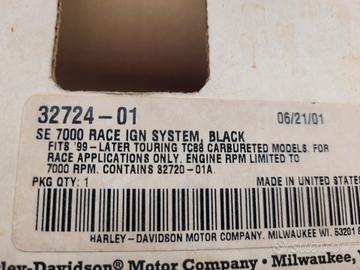 32724-01 06/21/01
SE 7000 RACE IGN SYSTEM, BLACK
FITS '99-LATER TOURING TC88 CARBURETED MODELS. FOR
RACE APPLICATIONS ONLY. ENGINE RPM LIMITED TO
7000 RPM. CONTAINS 32720-01A.
PKG QTY: 1 MADE IN UNITED STATES
HARLEY-DAVIDSON MOTOR COMPANY. MILWAUKEE WI. 53201
ley-Davidson® Motor Company • Milwaukee,